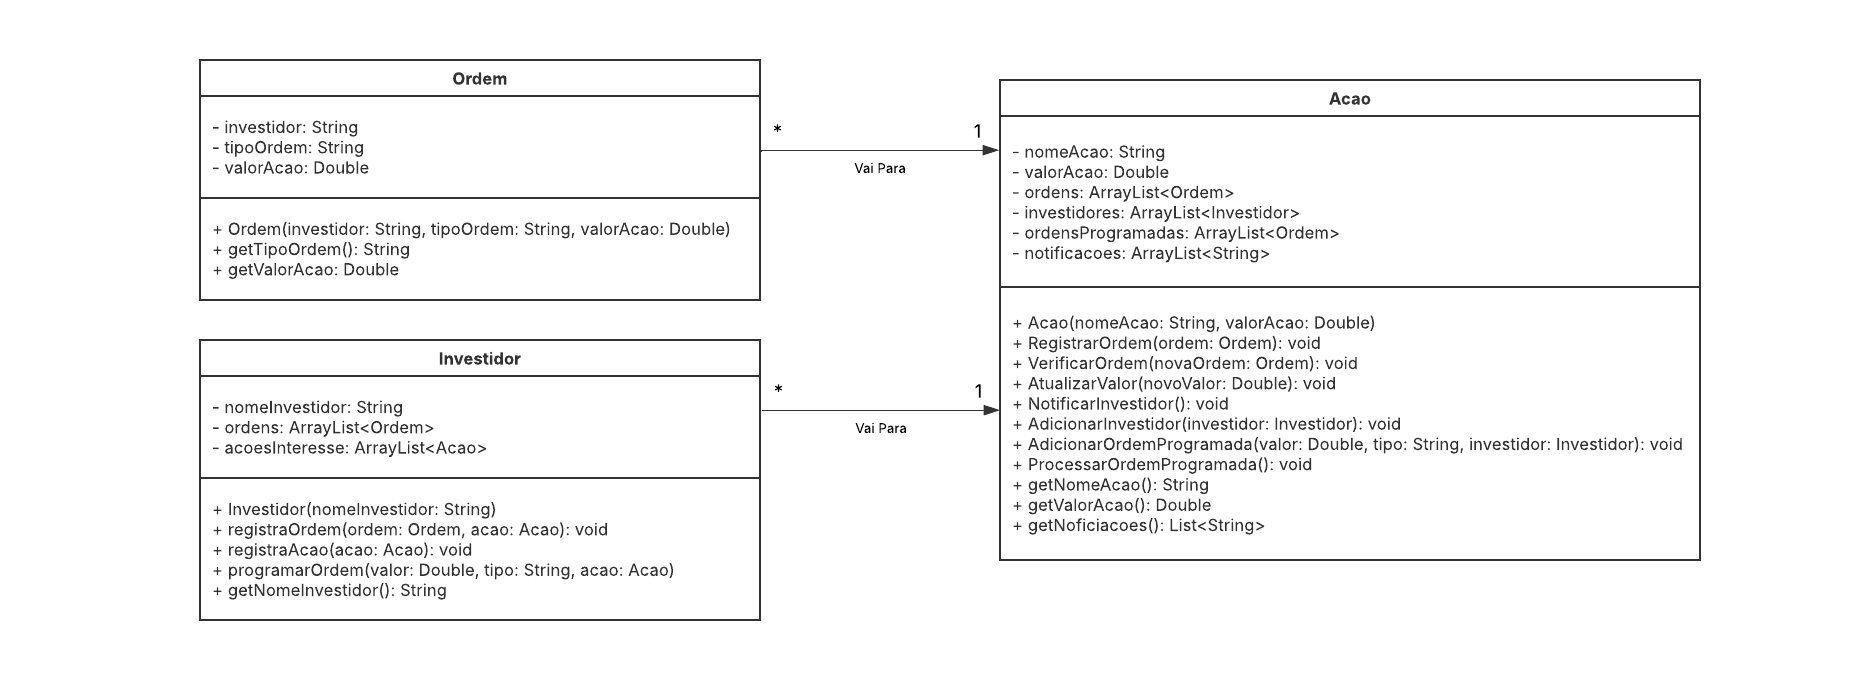 Ordem
- investidor: String
- tipoOrdem: String
- valorAcao: Double
+ Ordem(investidor: String, tipoOrdem: String, valorAcao: Double)
+ getTipoOrdem(): String
+ getValorAcao: Double
* 1
Vai Para
Investidor
- nomeInvestidor: String
- ordens: ArrayList<Ordem>
- acoesInteresse: ArrayList<Acao>
+ Investidor(nomeInvestidor: String)
+ registraOrdem(ordem: Ordem, acao: Acao): void
+ registraAcao(acao: Acao): void
+ programarOrdem(valor: Double, tipo: String, acao: Acao)
+ getNomeInvestidor(): String
* 1
Vai Para
Acao
- nomeAcao: String
- valorAcao: Double
- ordens: ArrayList<Ordem>
- investidores: ArrayList<Investidor>
- ordensProgramadas: ArrayList<Ordem>
- notificacoes: ArrayList<String>
+ Acao(nomeAcao: String, valorAcao: Double)
+ RegistrarOrdem(ordem: Ordem): void
+ VerificarOrdem(novaOrdem: Ordem): void
+ AtualizarValor(novoValor: Double): void
+ NotificarInvestidor(): void
+ AdicionarInvestidor(investidor: Investidor): void
+ AdicionarOrdemProgramada(valor: Double, tipo: String, investidor: Investidor): void
+ ProcessarOrdemProgramada(): void
+ getNomeAcao(): String
+ getValorAcao(): Double
+ getNoficiacoes(): List<String>